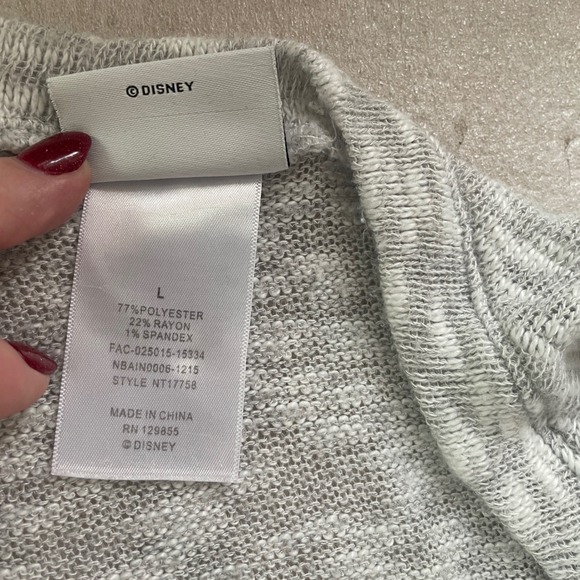 ©DISNEY
L
77%POLYESTER
22% RAYON
1% SPANDEX
FAC-025015-15334
NBAIN0006-1215
STYLE NT17758
MADE IN CHINA
RN 129855
©DISNEY